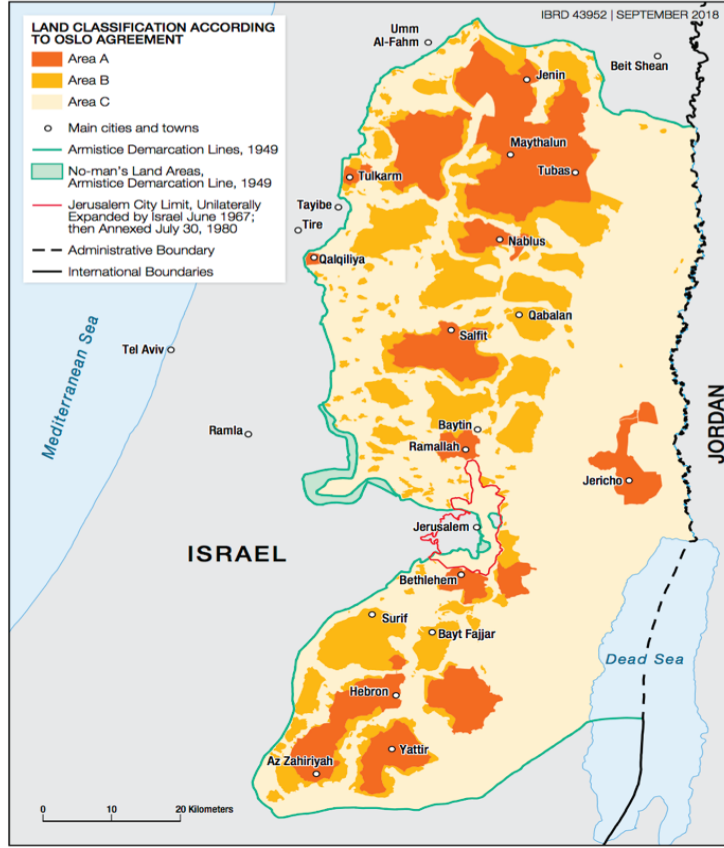 IBRD 43952 | SEPTEMBER 2018
LAND CLASSIFICATION ACCORDING
TO OSLO AGREEMENT
Area A
Area B
Area C
Main cities and towns
Armistice Demarcation Lines, 1949
No-man's Land Areas,
Armistice Demarcation Line, 1949
Jerusalem City Limit, Unilaterally
Expanded by Israel June 1967;
then Annexed July 30, 1980
Administrative Boundary
International Boundaries
Umm
Al-Fahm
Beit Shean
Jenin
Maythalun
Tubas
Tulkarm
Tayibe
Tire
Nablus
Qalqiliya
Qabalan
Salfit
Tel Aviv
Mediterranean Sea
JORDAN
Ramla
Baytin
Ramallah
Jericho
Jerusalem
ISRAEL
Bethlehem
Surif
Bayt Fajjar
Dead Sea
Hebron
Yattir
Az Zahiriyah
0 10 20 Kilometers